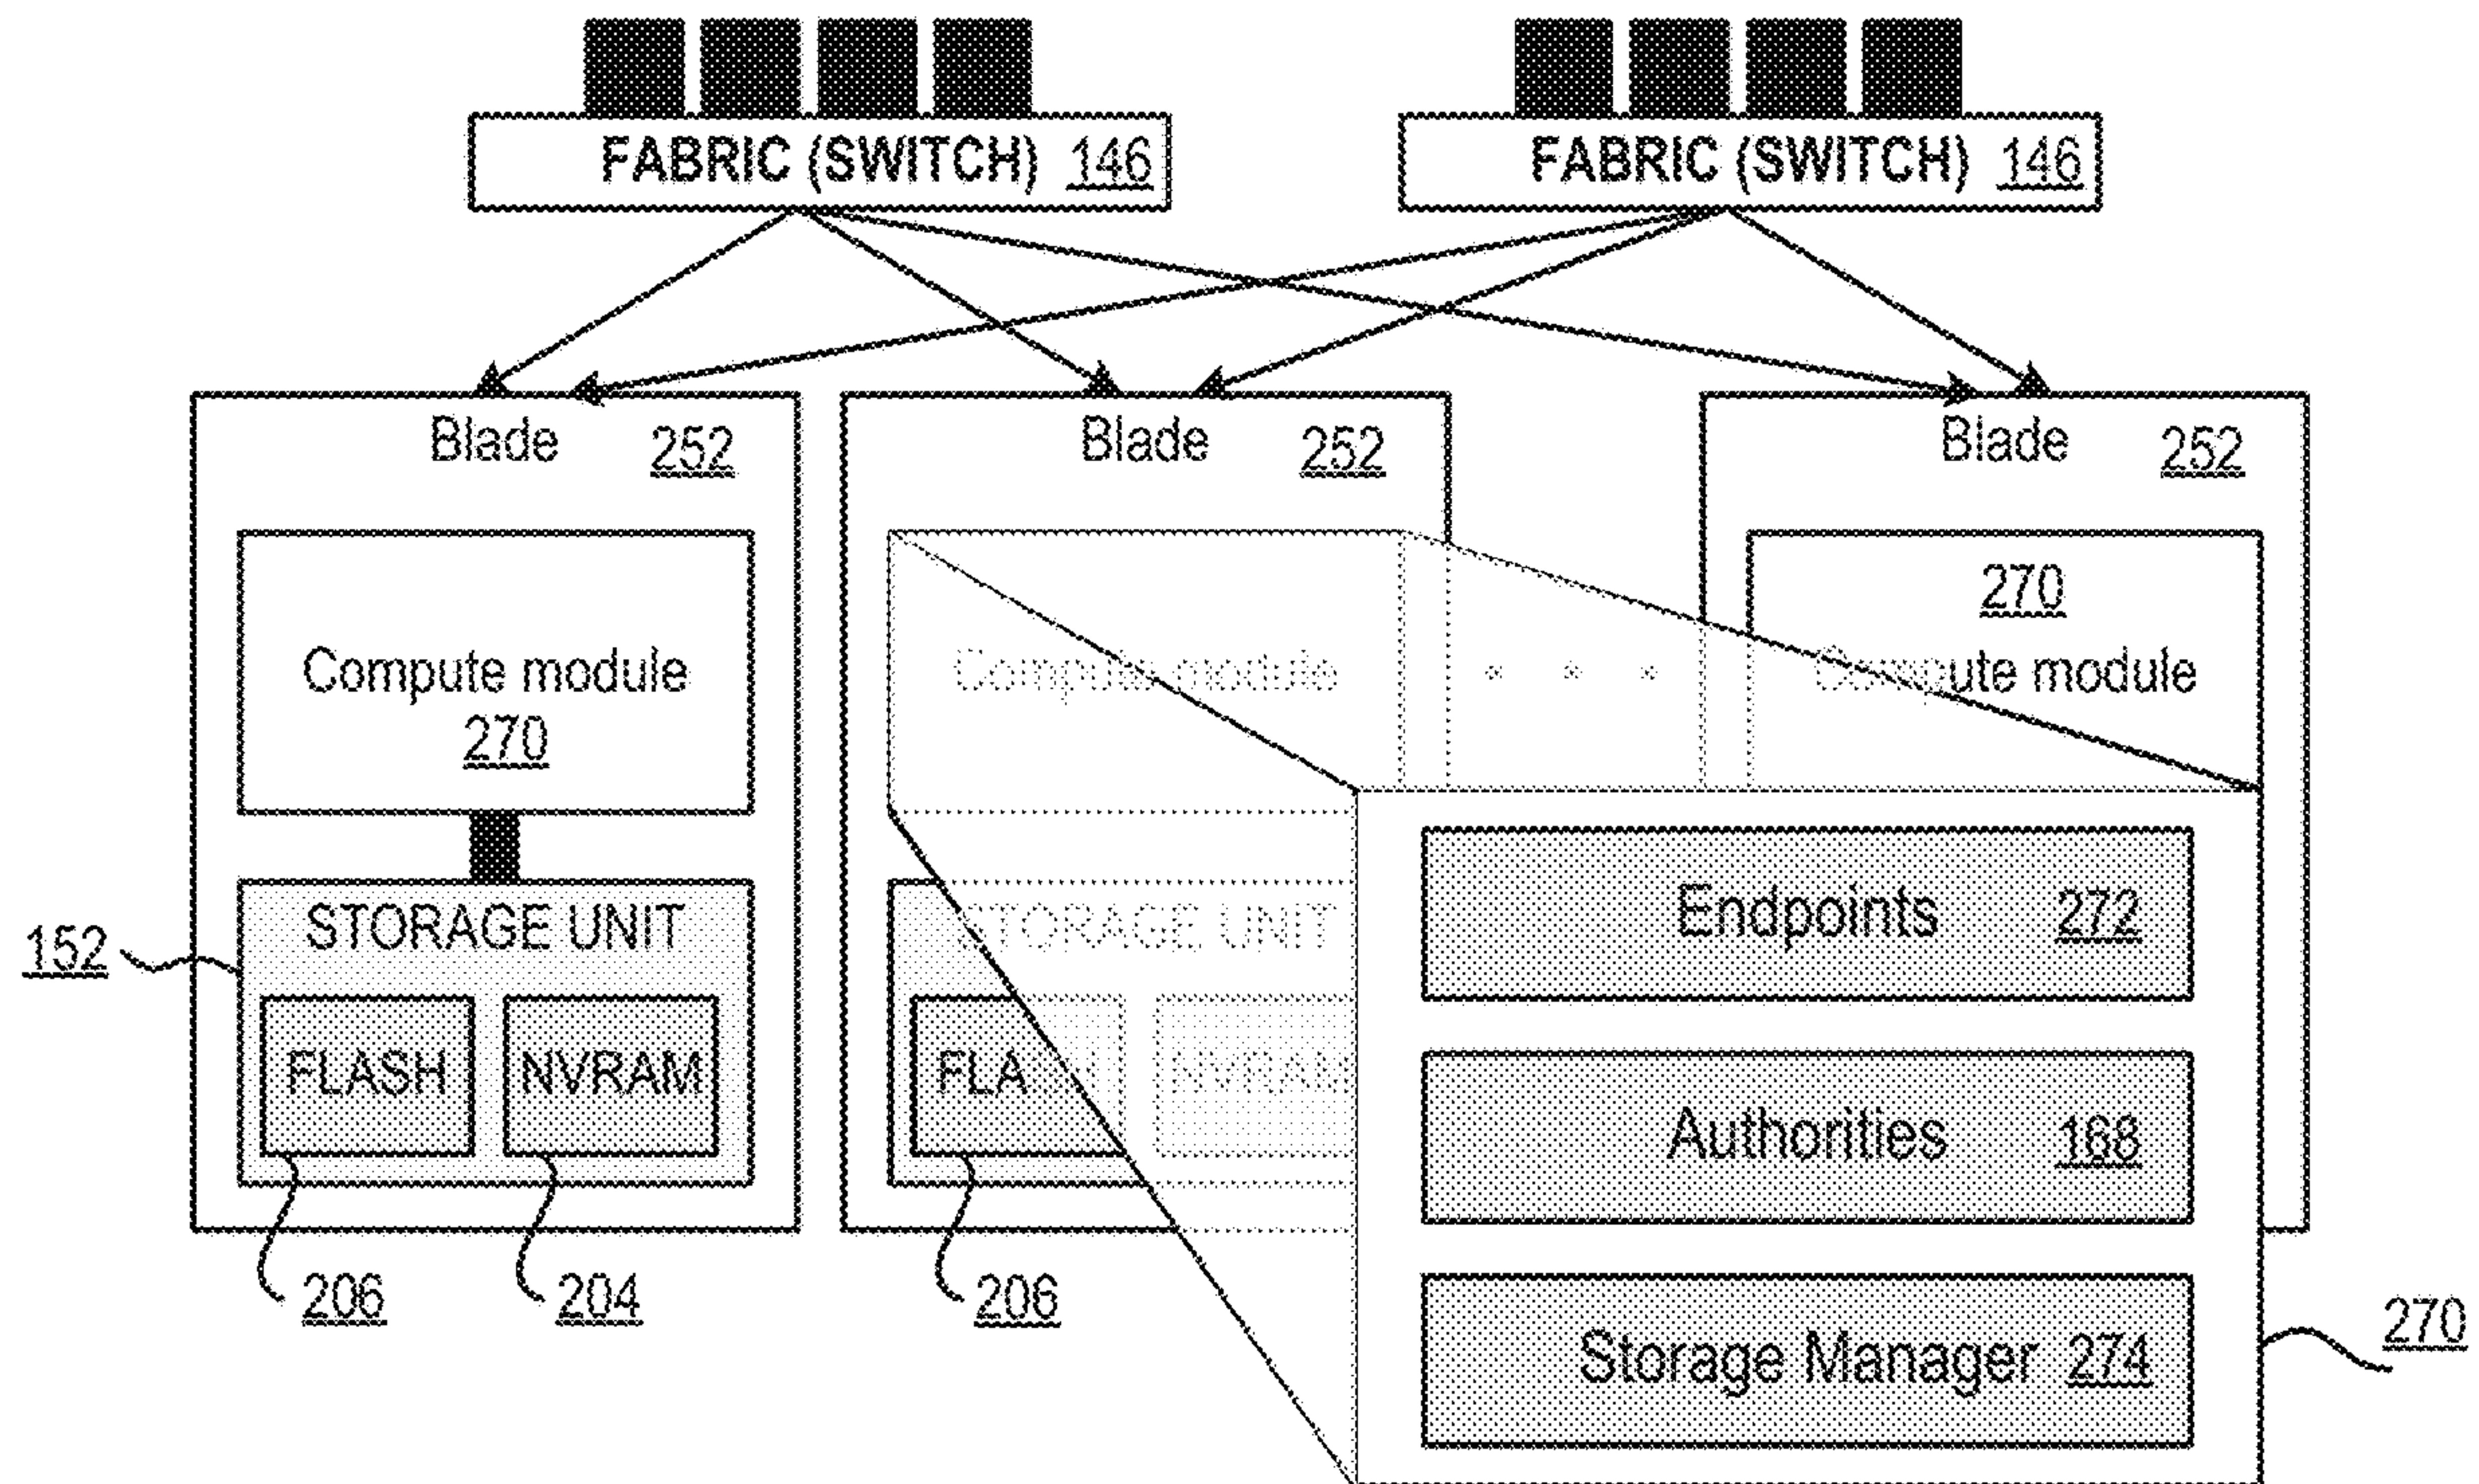 FABRIC (SWITCH) 146
FABRIC (SWITCH) 146
Blade 252
Blade 252
Blade 252
Compute module
270
Compute module
. . .
270
Compute module
STORAGE UNIT
152
FLASH
NVRAM
206
204
STORAGE UNIT
FLASH
NVRAM
206
Endpoints 272
Authorities 168
Storage Manager 274
270